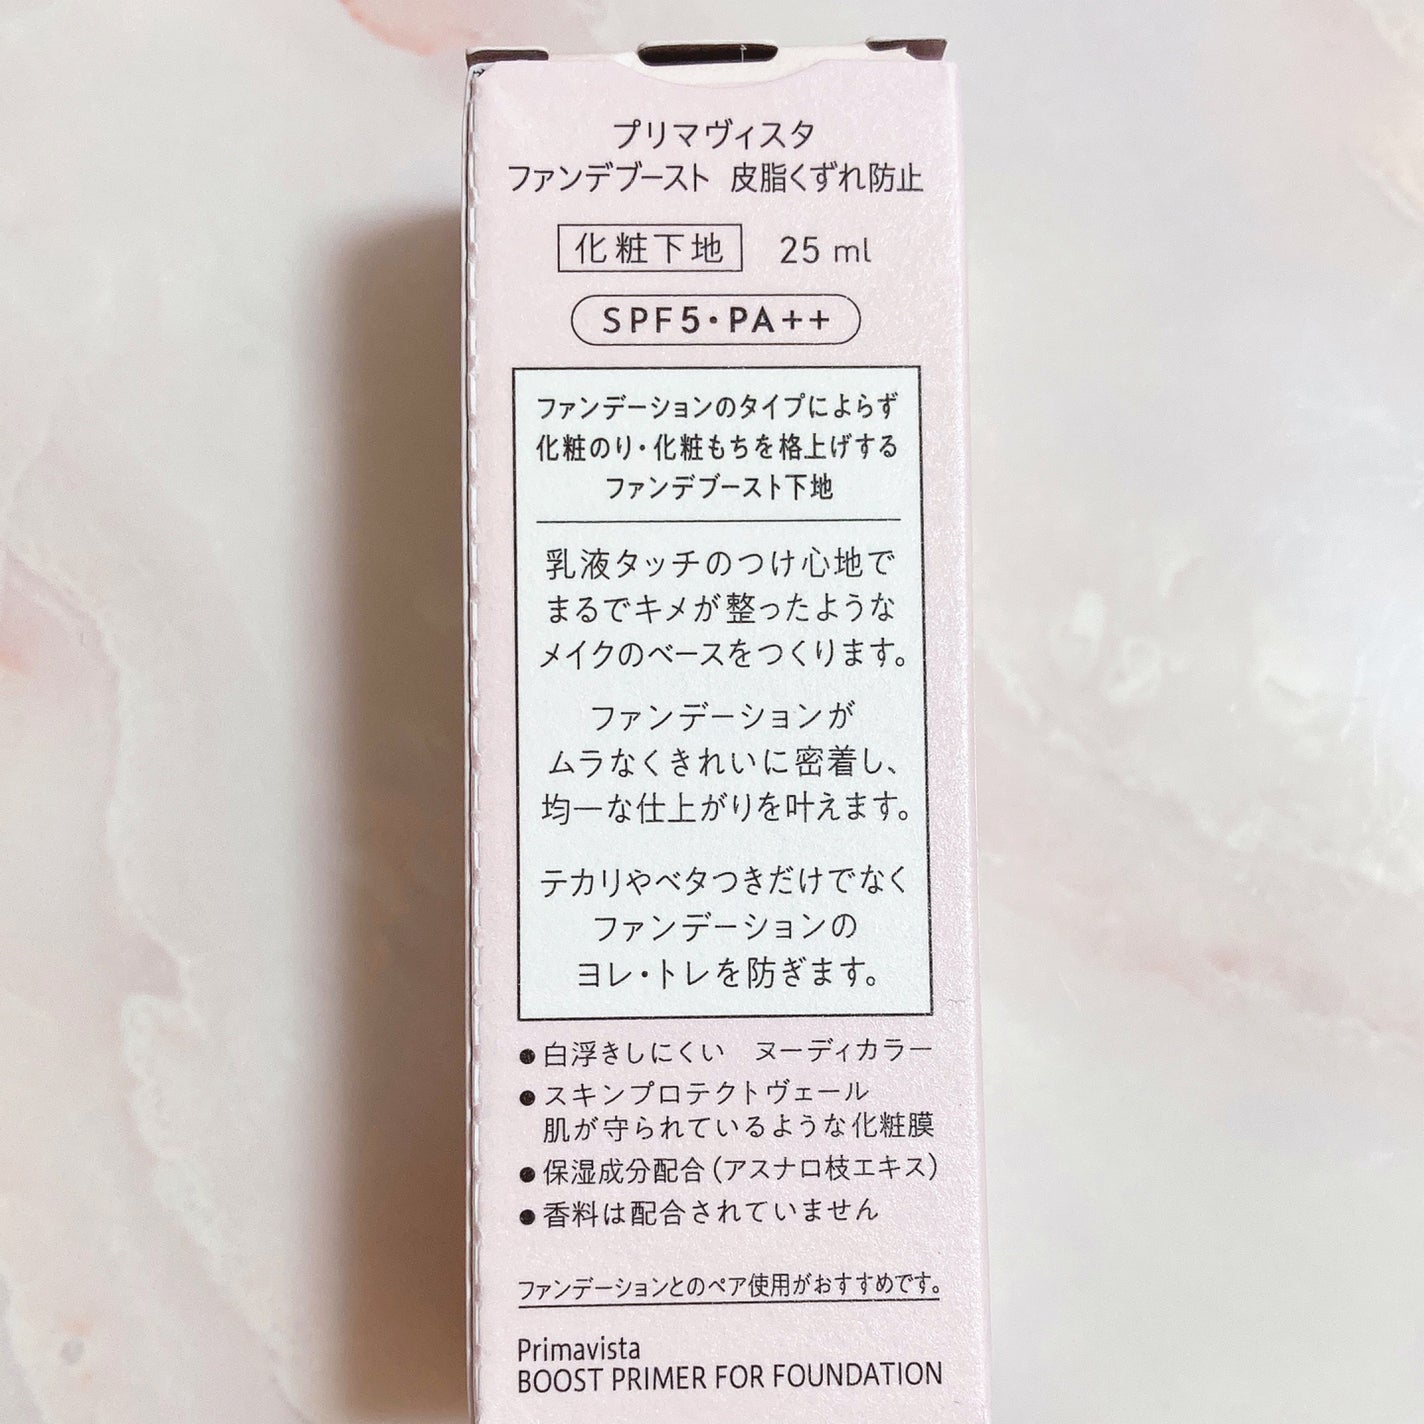 プリマヴィスタ
ファンデブースト 皮脂くずれ防止
化粧下地 25 ml
SPF5・PA++
ファンデーションのタイプによらず
化粧のり・化粧もちを格上げする
ファンデブースト下地
乳液タッチのつけ心地で
まるでキメが整ったような
メイクのベースをつくります。
ファンデーションが
ムラなくきれいに密着し、
均一な仕上がりを叶えます。
テカリやベタつきだけでなく
ファンデーションの
ヨレ・トレを防ぎます。
●白浮きしにくい ヌーディカラー
●スキンプロテクトヴェール
肌が守られているような化粧膜
●保湿成分配合(アスナロ枝エキス)
●香料は配合されていません
ファンデーションとのペア使用がおすすめです。
Primavista
BOOST PRIMER FOR FOUNDATION